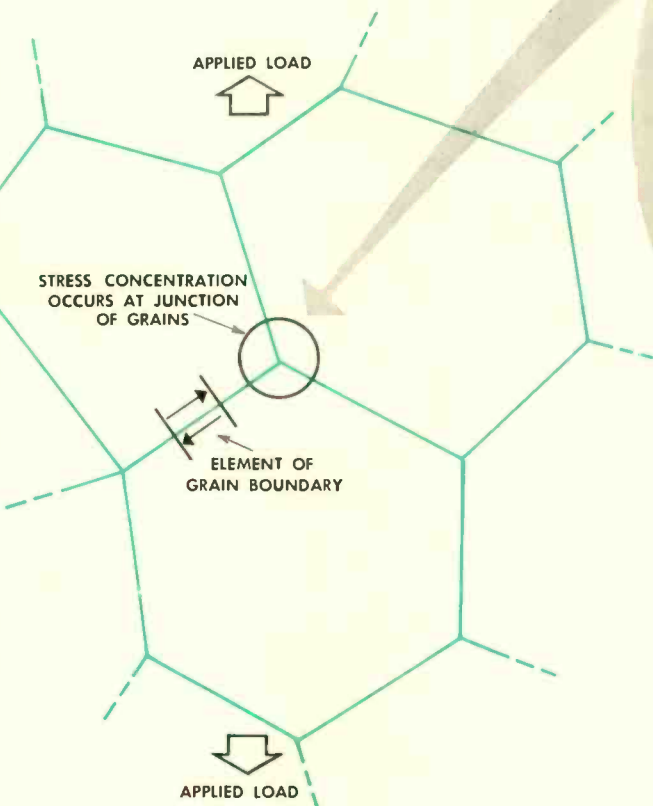 APPLIED LOAD
STRESS CONCENTRATION
OCCURS AT JUNCTION
OF GRAINS
ELEMENT OF
GRAIN BOUNDARY
APPLIED LOAD